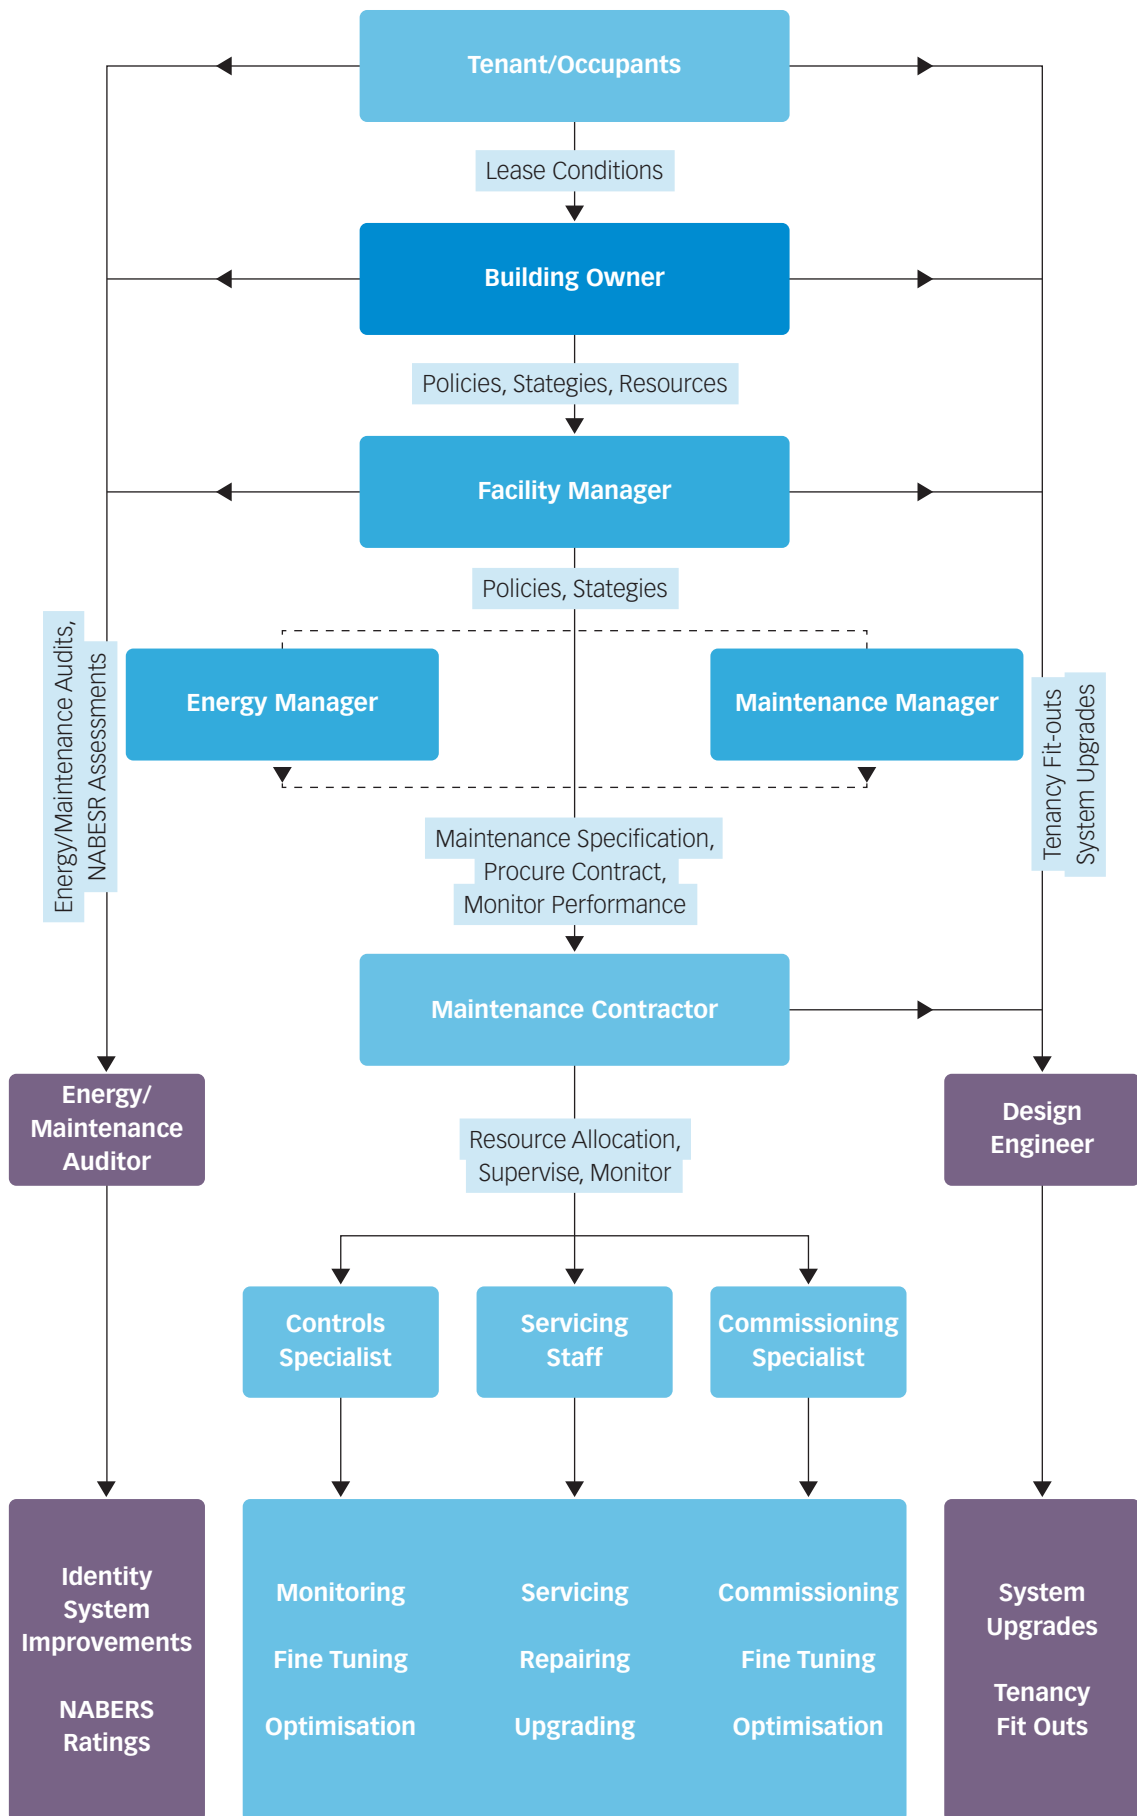 Tenant/Occupants
Lease Conditions
Building Owner
Policies, Stategies, Resources
Facility Manager
Policies, Stategies
Energy/Maintenance Audits,
NABESR Assessments
Energy Manager
Maintenance Manager
Tenancy Fit-outs
System Upgrades
Maintenance Specification,
Procure Contract,
Monitor Performance
Maintenance Contractor
Energy/
Maintenance
Auditor
Design
Engineer
Resource Allocation,
Supervise, Monitor
Controls
Specialist
Servicing
Staff
Commissioning
Specialist
Identity
System
Improvements
NABERS
Ratings
Monitoring
Fine Tuning
Optimisation
Servicing
Repairing
Upgrading
Commissioning
Fine Tuning
Optimisation
System
Upgrades
Tenancy
Fit Outs